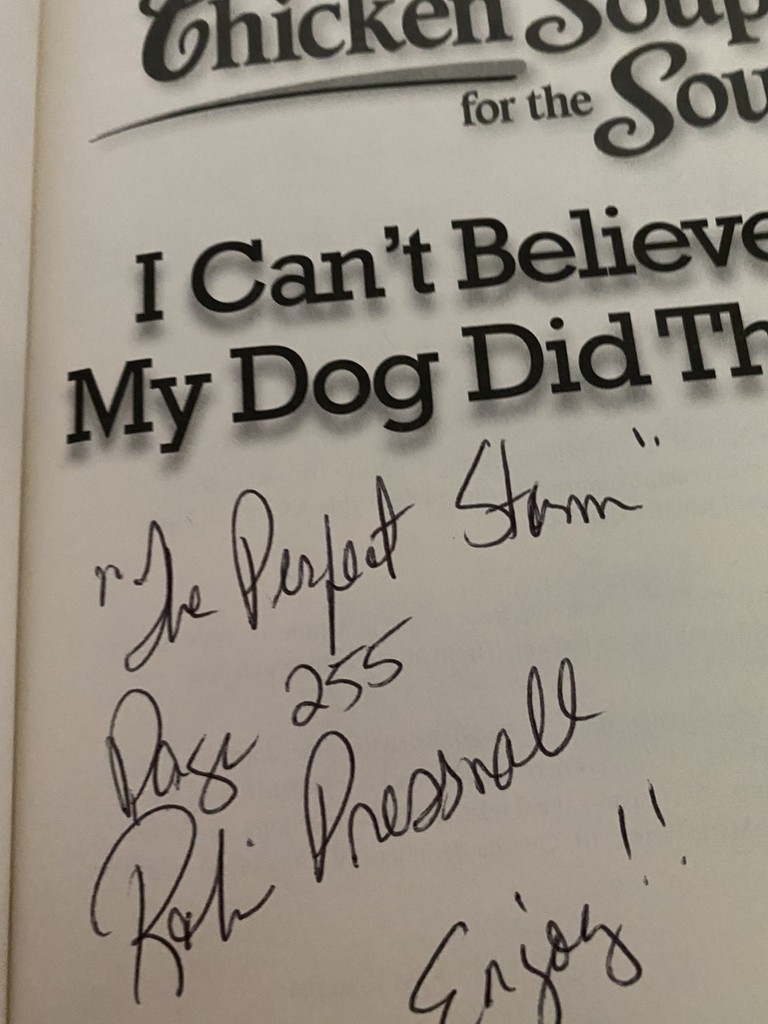 Chicken Soup
for the Sou
I Can't Believe
My Dog Did Th
"The Perfect Storm"
Page 255
Robi Pressnall
Enjoy!!